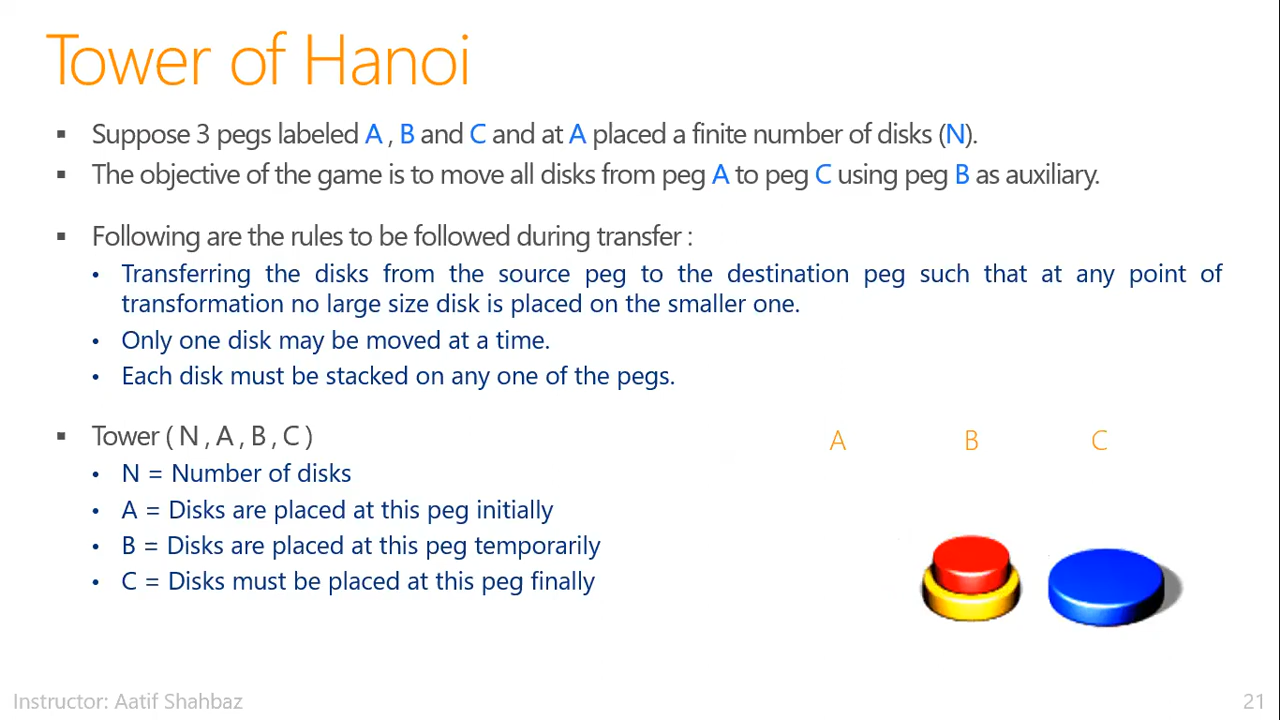 Tower of Hanoi
▪ Suppose 3 pegs labeled A , B and C and at A placed a finite number of disks (N).
▪ The objective of the game is to move all disks from peg A to peg C using peg B as auxiliary.
▪ Following are the rules to be followed during transfer :
• Transferring the disks from the source peg to the destination peg such that at any point of
transformation no large size disk is placed on the smaller one.
• Only one disk may be moved at a time.
• Each disk must be stacked on any one of the pegs.
▪ Tower ( N , A , B , C )
• N = Number of disks
• A = Disks are placed at this peg initially
• B = Disks are placed at this peg temporarily
• C = Disks must be placed at this peg finally
A B C
Instructor: Aatif Shahbaz
21